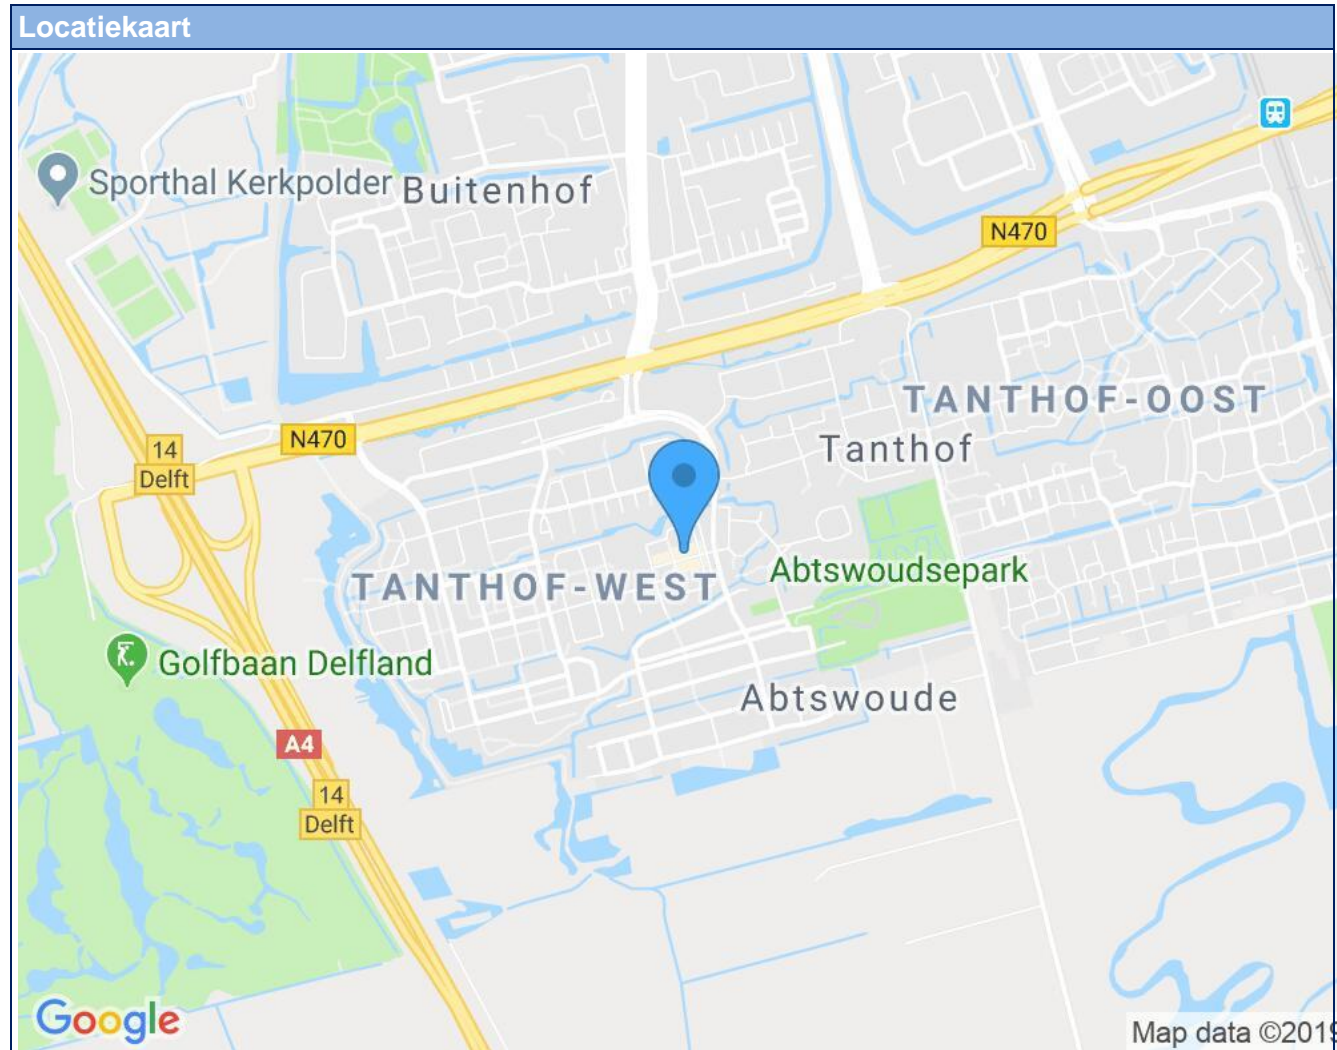 Locatiekaart
Sporthal Kerkpolder
Buitenhof
N470
TANTHOF-OOST
Tanthof
N470
14
Delft
Abtswoudsepark
TANTHOF-WEST
Golfbaan Delfland
Abtswoude
A4
14
Delft
Google
Map data ©2019